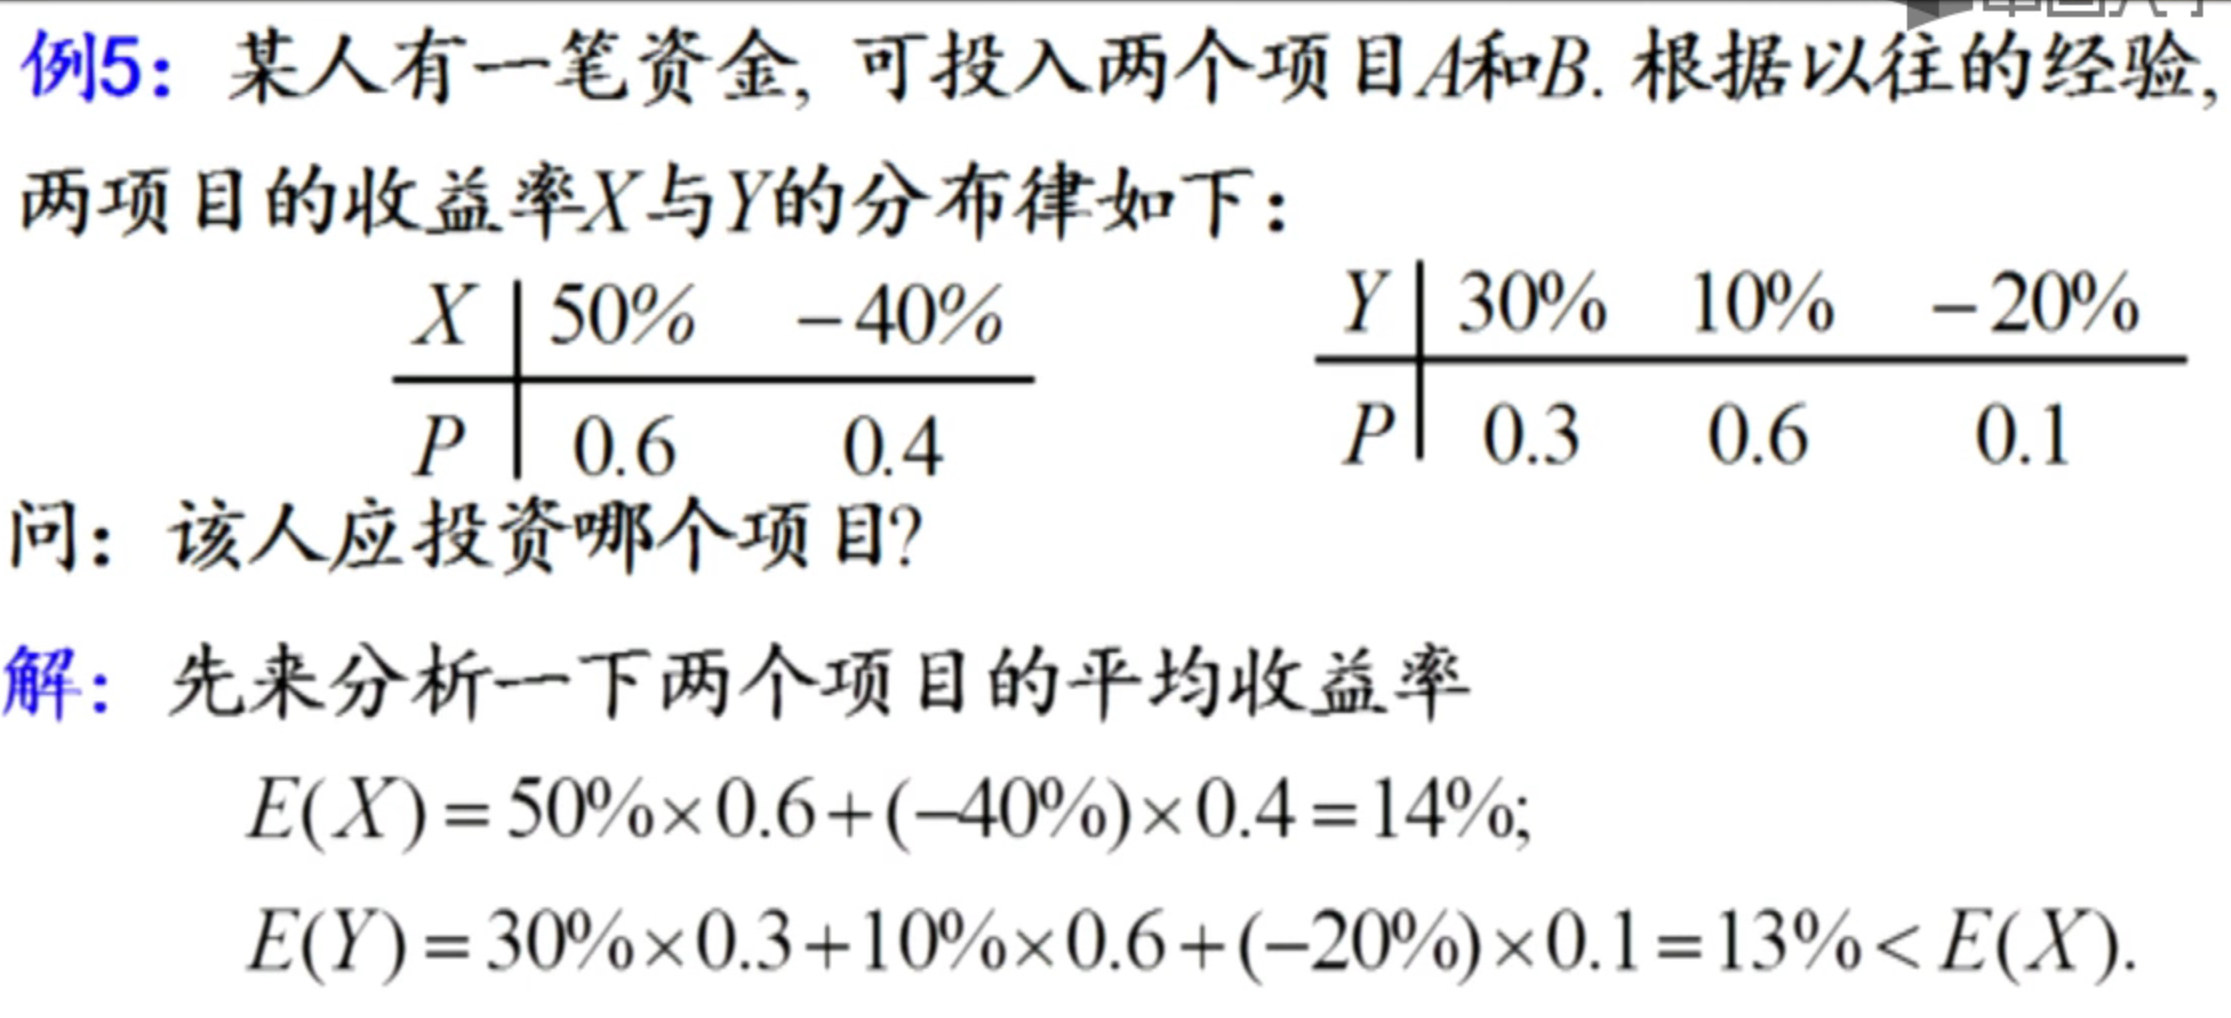 例5：某人有一笔资金, 可投入两个项目A和B. 根据以往的经验,
两项目的收益率X与Y的分布律如下：
X 50% －40%
P 0.6 0.4
Y 30% 10% －20%
P 0.3 0.6 0.1
问：该人应投资哪个项目?
解：先来分析一下两个项目的平均收益率
E(X)=50%×0.6+(−40%)×0.4=14%;
E(Y)=30%×0.3+10%×0.6+(−20%)×0.1=13%<E(X).